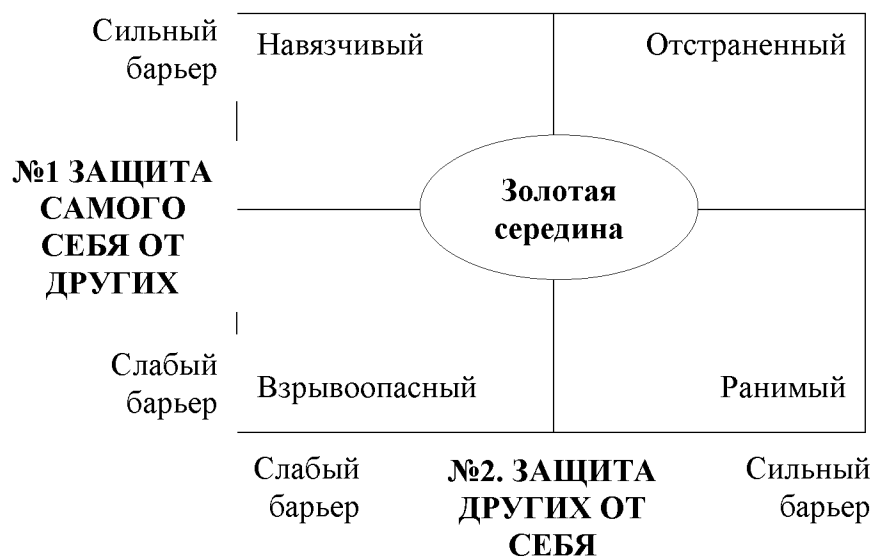 Сильный
барьер
Навязчивый
Отстраненный
№1 ЗАЩИТА
САМОГО
СЕБЯ ОТ
ДРУГИХ
Золотая
середина
Слабый
барьер
Взрывоопасный
Ранимый
Слабый
барьер
№2. ЗАЩИТА
ДРУГИХ ОТ
СЕБЯ
Сильный
барьер